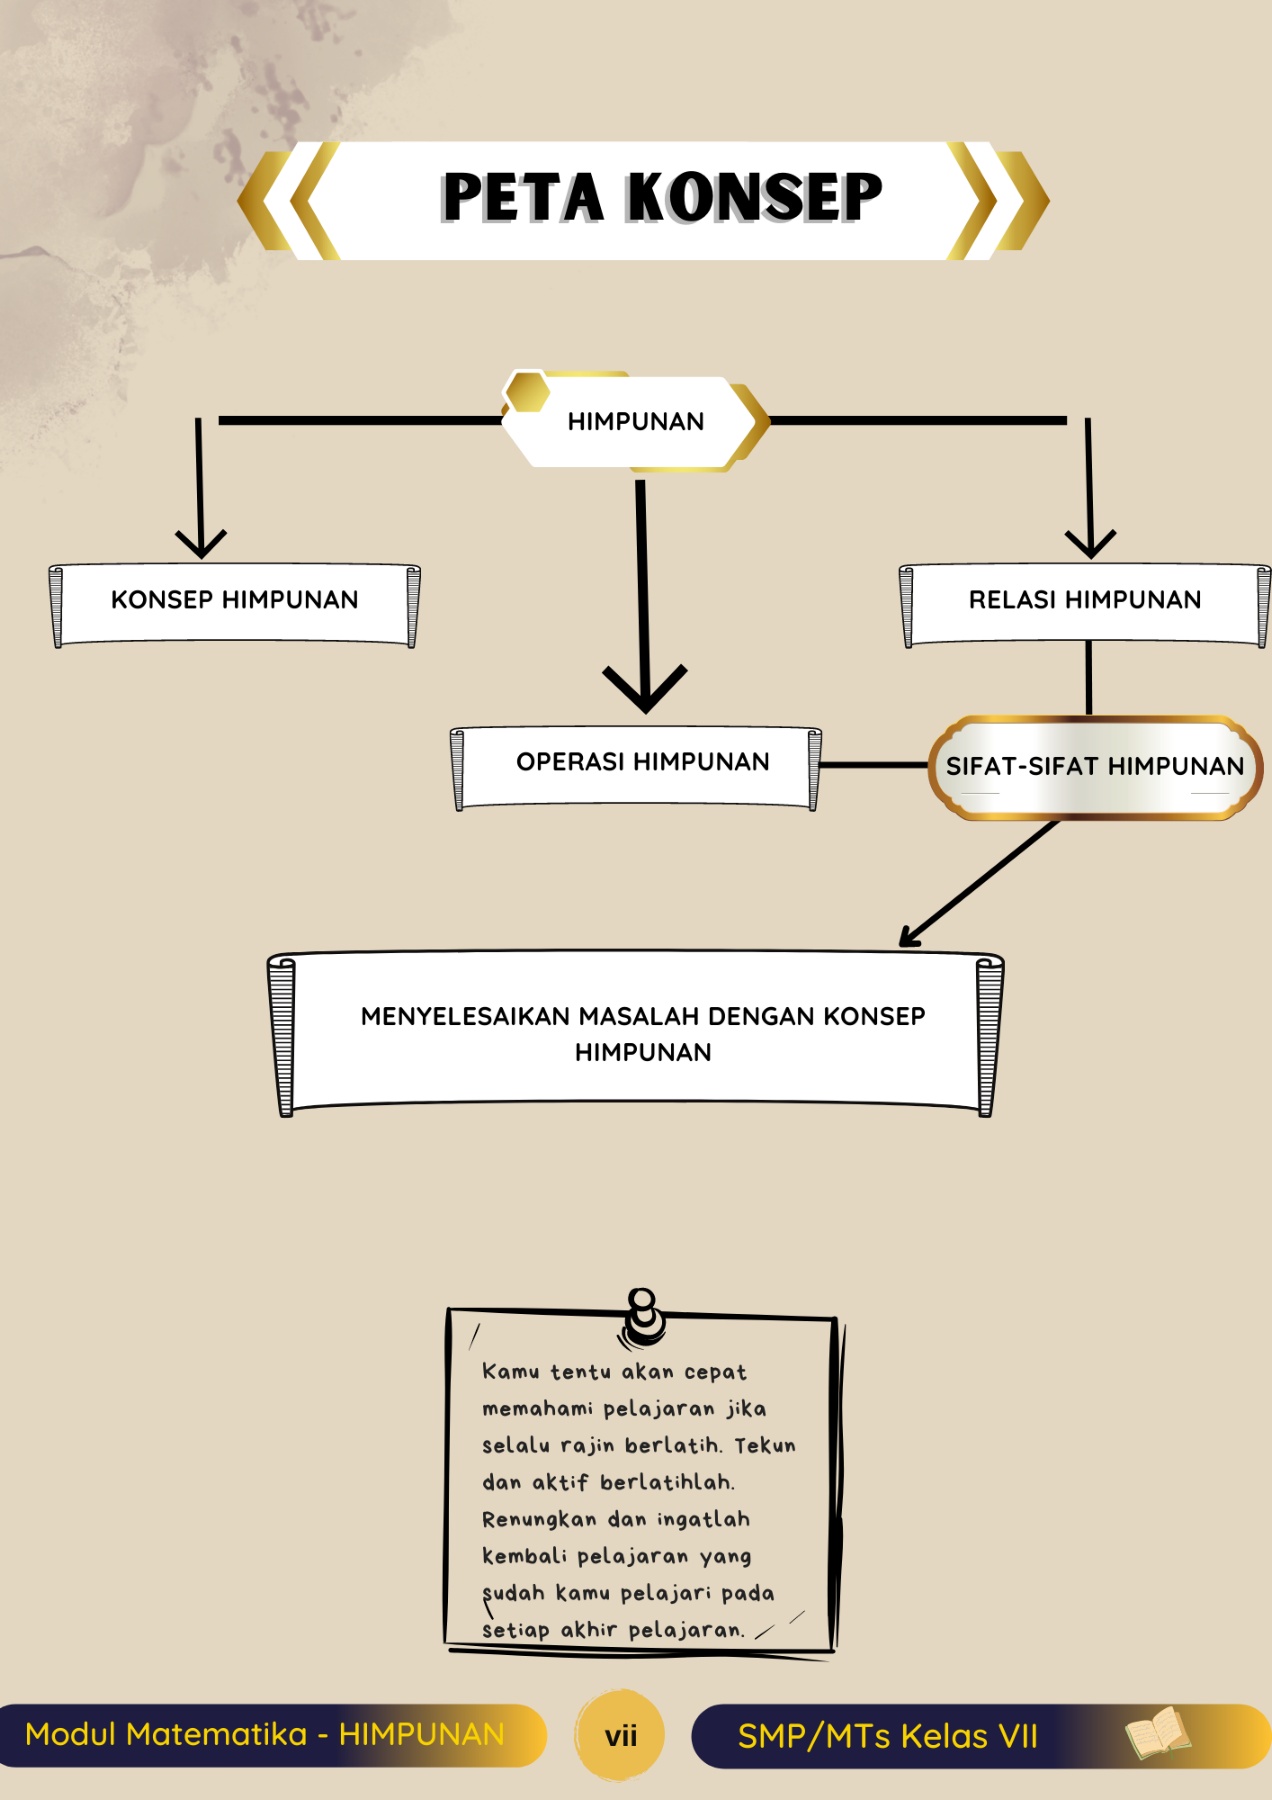 PETA KONSEP
HIMPUNAN
KONSEP HIMPUNAN
RELASI HIMPUNAN
OPERASI HIMPUNAN
SIFAT-SIFAT HIMPUNAN
MENYELESAIKAN MASALAH DENGAN KONSEP
HIMPUNAN
Kamu tentu akan cepat
memahami pelajaran jika
selalu rajin berlatih. Tekun
dan aktif berlatihlah.
Renungkan dan ingatlah
kembali pelajaran yang
sudah kamu pelajari pada
setiap akhir pelajaran.
Modul Matematika - HIMPUNAN
vii
SMP/MTs Kelas VII